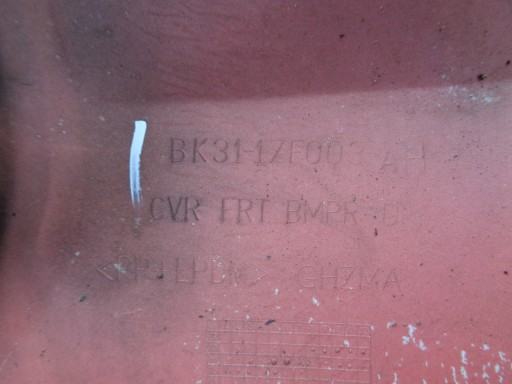 BK31-17F003 AH
CVR FRT BMPR
GHZMA